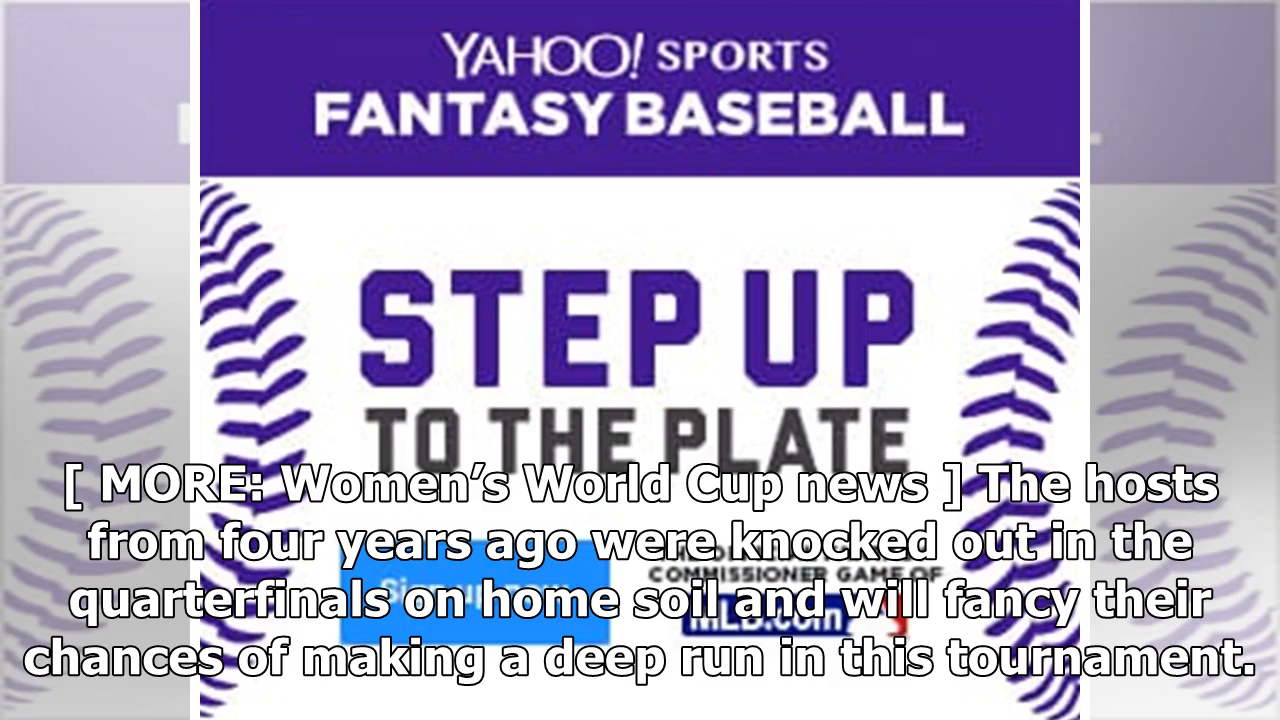 YAHOO! SPORTS
FANTASY BASEBALL
STEP UP
TO THE PLATE
[ MORE: Women’s World Cup news ] The hosts
from four years ago were knocked out in the
COMMISSIONER GAME OF
quarterfinals on home soil and will fancy their
MLB.com
chances of making a deep run in this tournament.